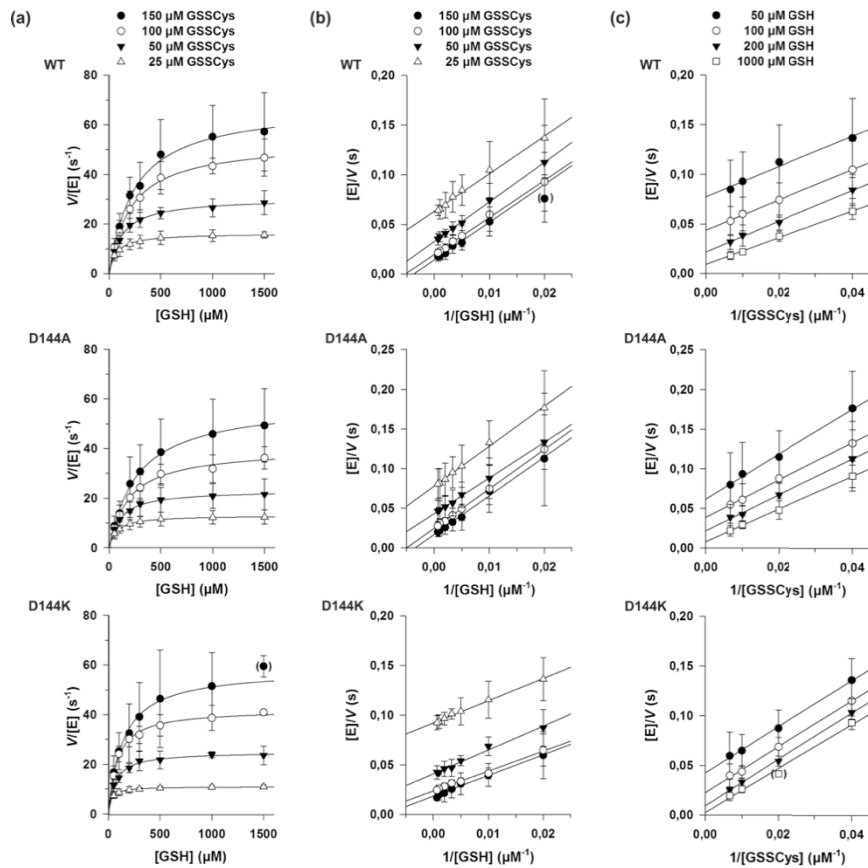 (a)
● 150 µM GSSCys
○ 100 µM GSSCys
▼ 50 µM GSSCys
△ 25 µM GSSCys
WT
80
60
40
20
0
V/[E] (s⁻¹)
0 500 1000 1500
[GSH] (µM)
(b)
● 150 µM GSSCys
○ 100 µM GSSCys
▼ 50 µM GSSCys
△ 25 µM GSSCys
WT
0,20
0,15
0,10
0,05
0,00
[E]/V (s)
( )
0,00 0,01 0,02
1/[GSH] (µM⁻¹)
(c)
● 50 µM GSH
○ 100 µM GSH
▼ 200 µM GSH
□ 1000 µM GSH
WT
0,20
0,15
0,10
0,05
0,00
[E]/V (s)
0,00 0,02 0,04
1/[GSSCys] (µM⁻¹)
D144A
80
60
40
20
0
V/[E] (s⁻¹)
0 500 1000 1500
[GSH] (µM)
D144A
0,25
0,20
0,15
0,10
0,05
0,00
[E]/V (s)
0,00 0,01 0,02
1/[GSH] (µM⁻¹)
D144A
0,25
0,20
0,15
0,10
0,05
0,00
[E]/V (s)
0,00 0,02 0,04
1/[GSSCys] (µM⁻¹)
D144K
80
60
40
20
0
V/[E] (s⁻¹)
( )
0 500 1000 1500
[GSH] (µM)
D144K
0,20
0,15
0,10
0,05
0,00
[E]/V (s)
0,00 0,01 0,02
1/[GSH] (µM⁻¹)
D144K
0,20
0,15
0,10
0,05
0,00
[E]/V (s)
( )
0,00 0,02 0,04
1/[GSSCys] (µM⁻¹)